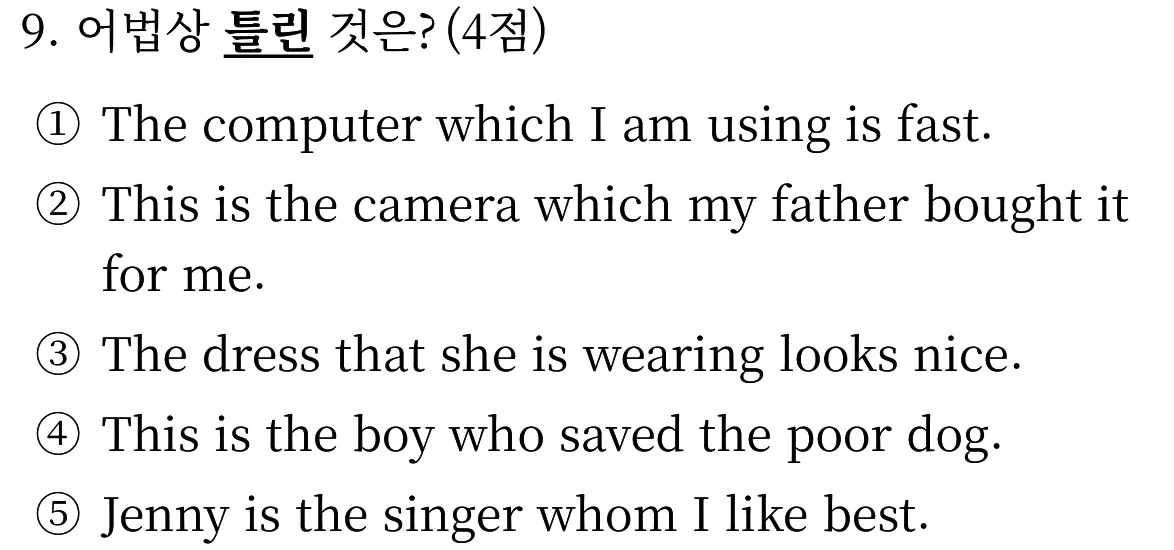 9. 어법상 틀린 것은? (4점)
① The computer which I am using is fast.
② This is the camera which my father bought it
for me.
③ The dress that she is wearing looks nice.
④ This is the boy who saved the poor dog.
⑤ Jenny is the singer whom I like best.